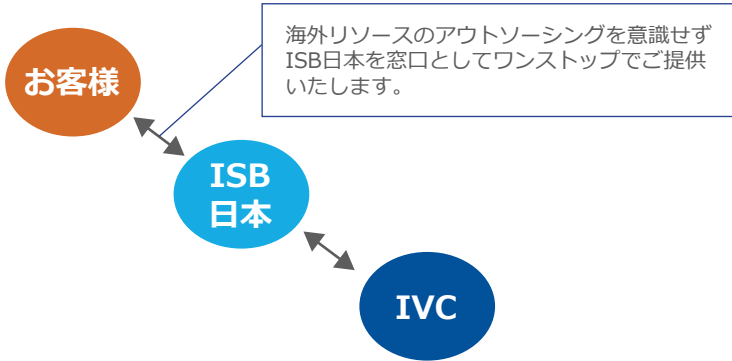 海外リソースのアウトソーシングを意識せず
ISB日本を窓口としてワンストップでご提供
いたします。
お客様
ISB
日本
IVC